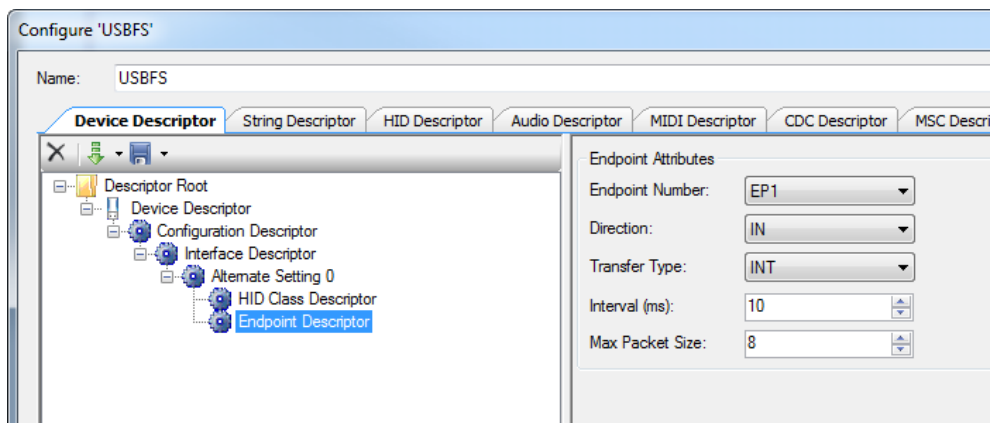 Configure 'USBFS'
Name: USBFS
Device Descriptor String Descriptor HID Descriptor Audio Descriptor MIDI Descriptor CDC Descriptor MSC Descri
Descriptor Root
Device Descriptor
Configuration Descriptor
Interface Descriptor
Alternate Setting 0
HID Class Descriptor
Endpoint Descriptor
Endpoint Attributes
Endpoint Number: EP1
Direction: IN
Transfer Type: INT
Interval (ms): 10
Max Packet Size: 8